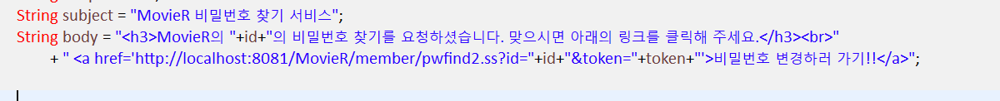 String subject = "MovieR 비밀번호 찾기 서비스";
String body = "<h3>MovieR의 "+id+"의 비밀번호 찾기를 요청하셨습니다. 맞으시면 아래의 링크를 클릭해 주세요.</h3><br>"
+ " <a href='http://localhost:8081/MovieR/member/pwfind2.ss?id="+id+"&token="+token+"'>비밀번호 변경하러 가기!!</a>";